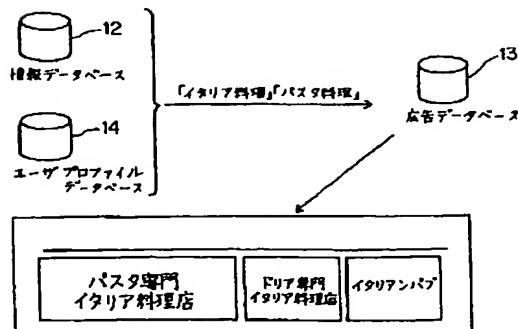 12
情報データベース
14
ユーザプロファイル
データベース
「イタリア料理」「パスタ料理」
13
広告データベース
パスタ専門
イタリア料理店
ドリア専門
イタリア料理店
イタリアンパブ